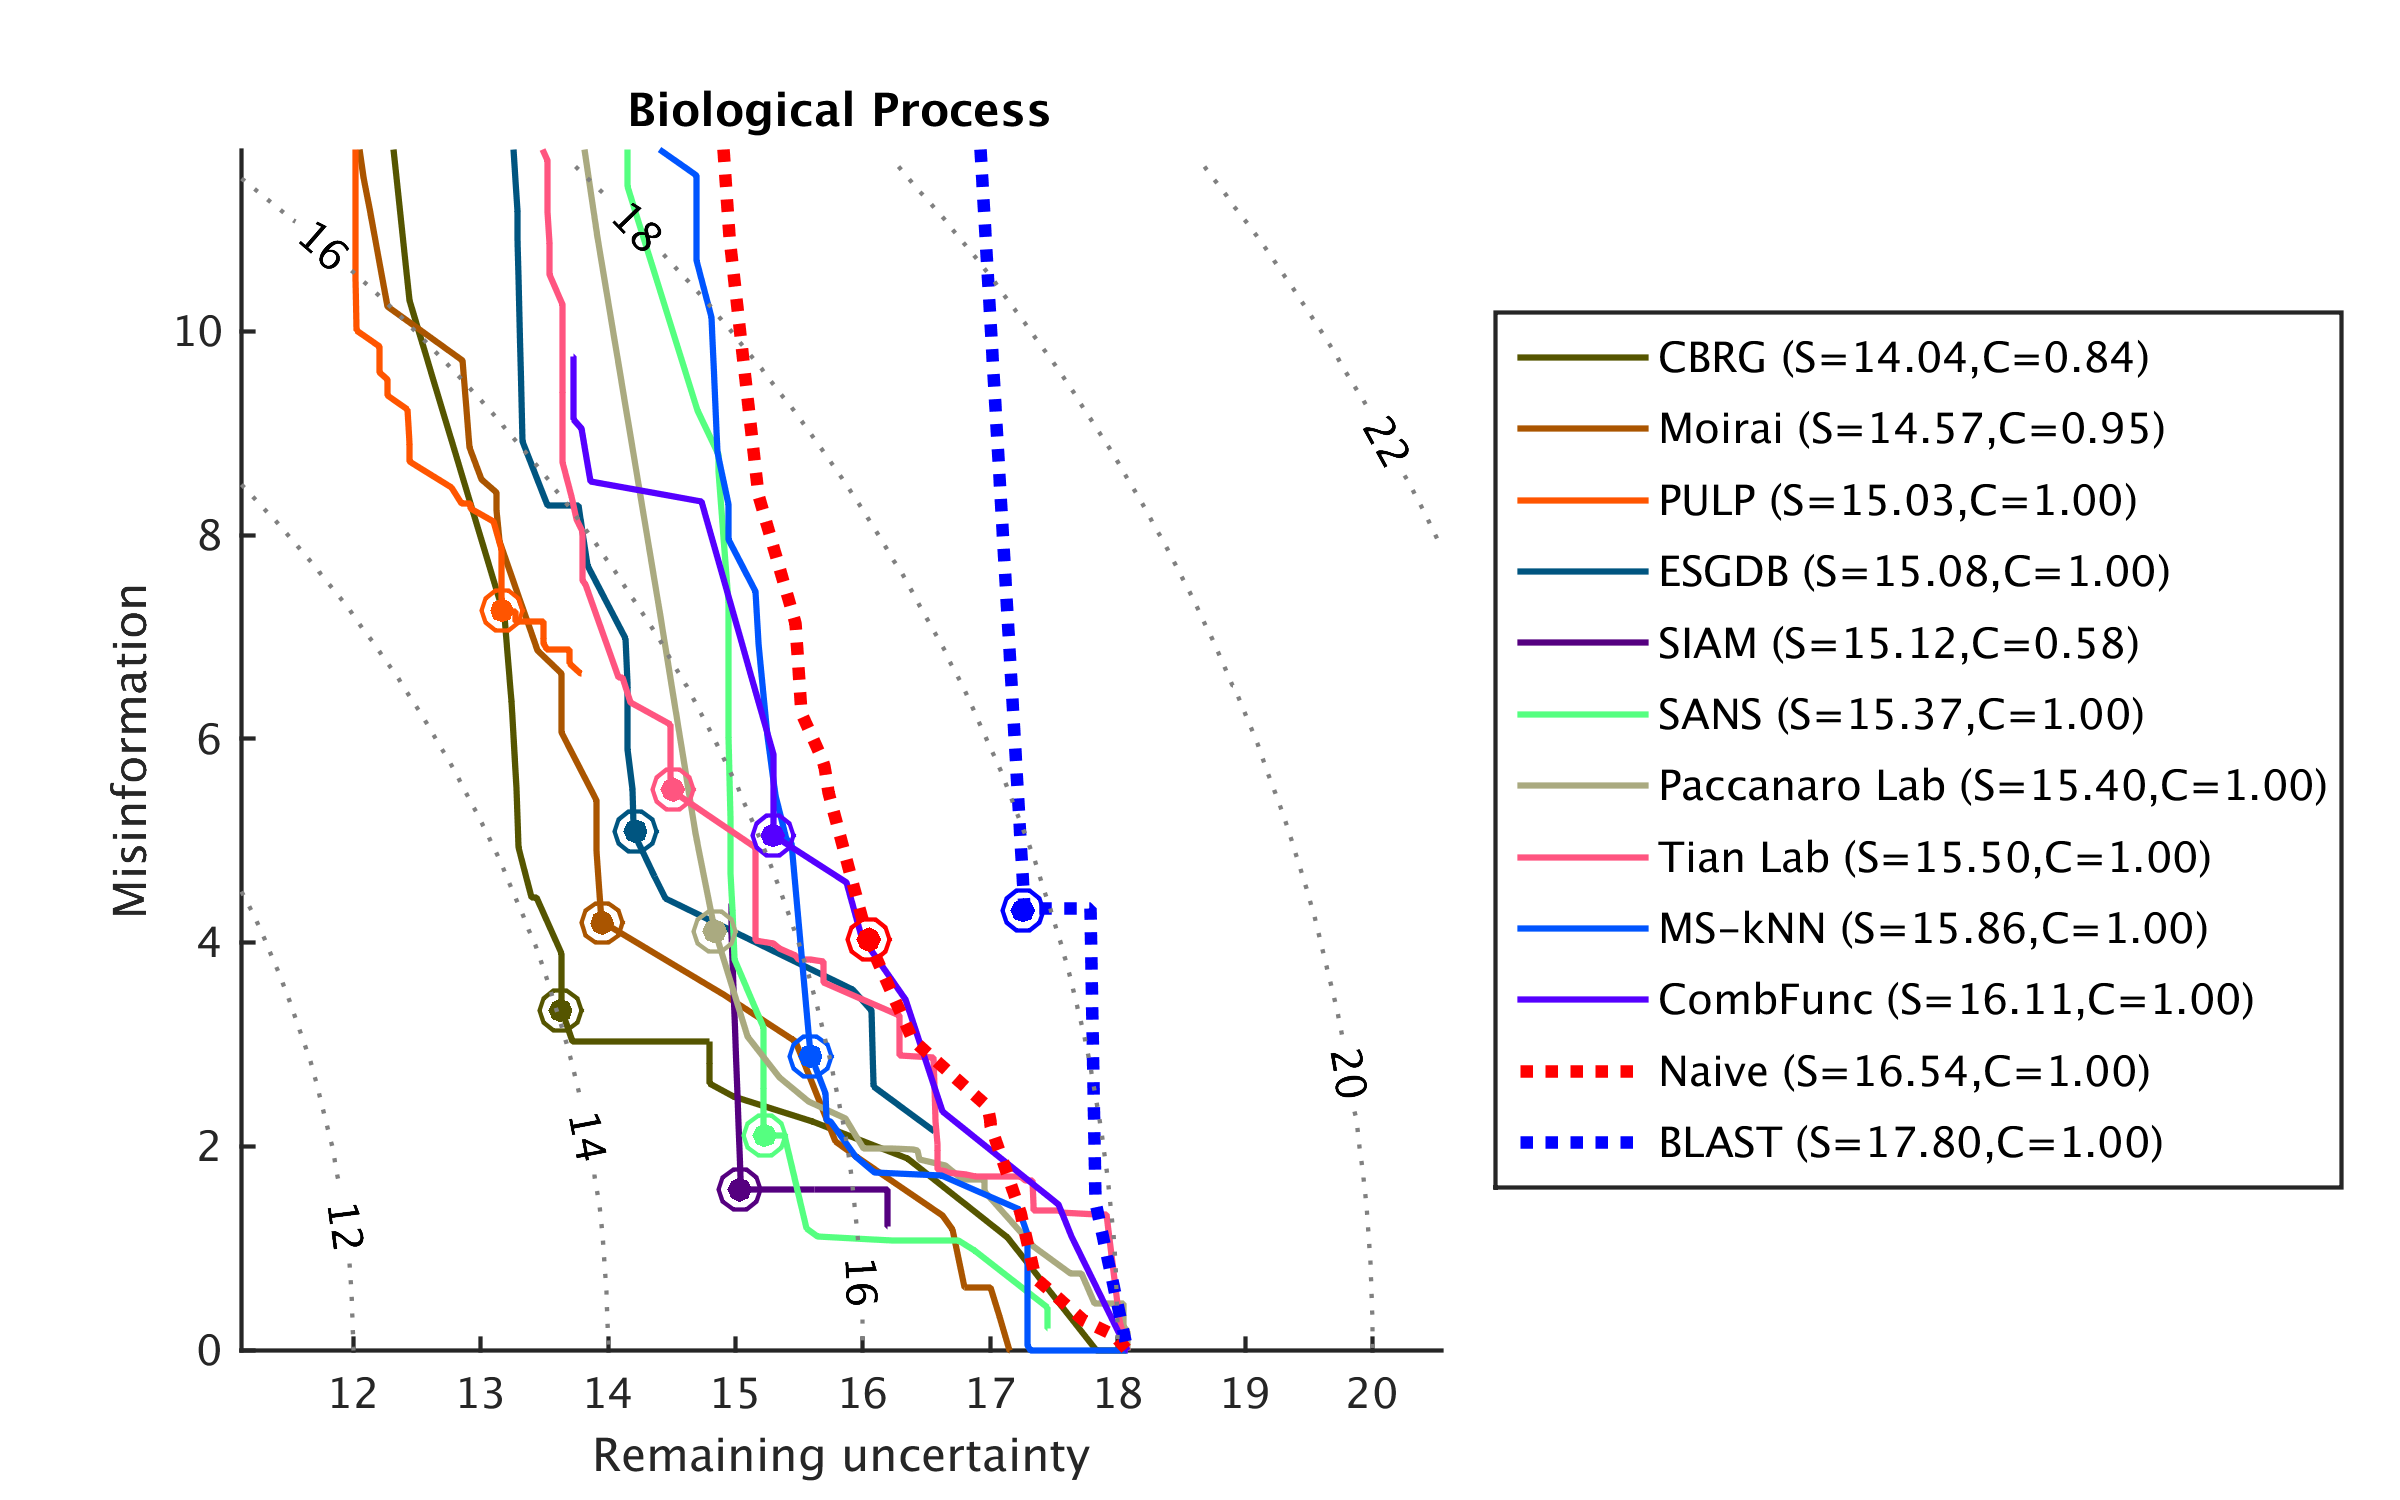 Biological Process
16
18
22
20
14
12
16
10
8
6
4
2
0
Misinformation
12 13 14 15 16 17 18 19 20
Remaining uncertainty
CBRG (S=14.04,C=0.84)
Moirai (S=14.57,C=0.95)
PULP (S=15.03,C=1.00)
ESGDB (S=15.08,C=1.00)
SIAM (S=15.12,C=0.58)
SANS (S=15.37,C=1.00)
Paccanaro Lab (S=15.40,C=1.00)
Tian Lab (S=15.50,C=1.00)
MS-kNN (S=15.86,C=1.00)
CombFunc (S=16.11,C=1.00)
Naive (S=16.54,C=1.00)
BLAST (S=17.80,C=1.00)